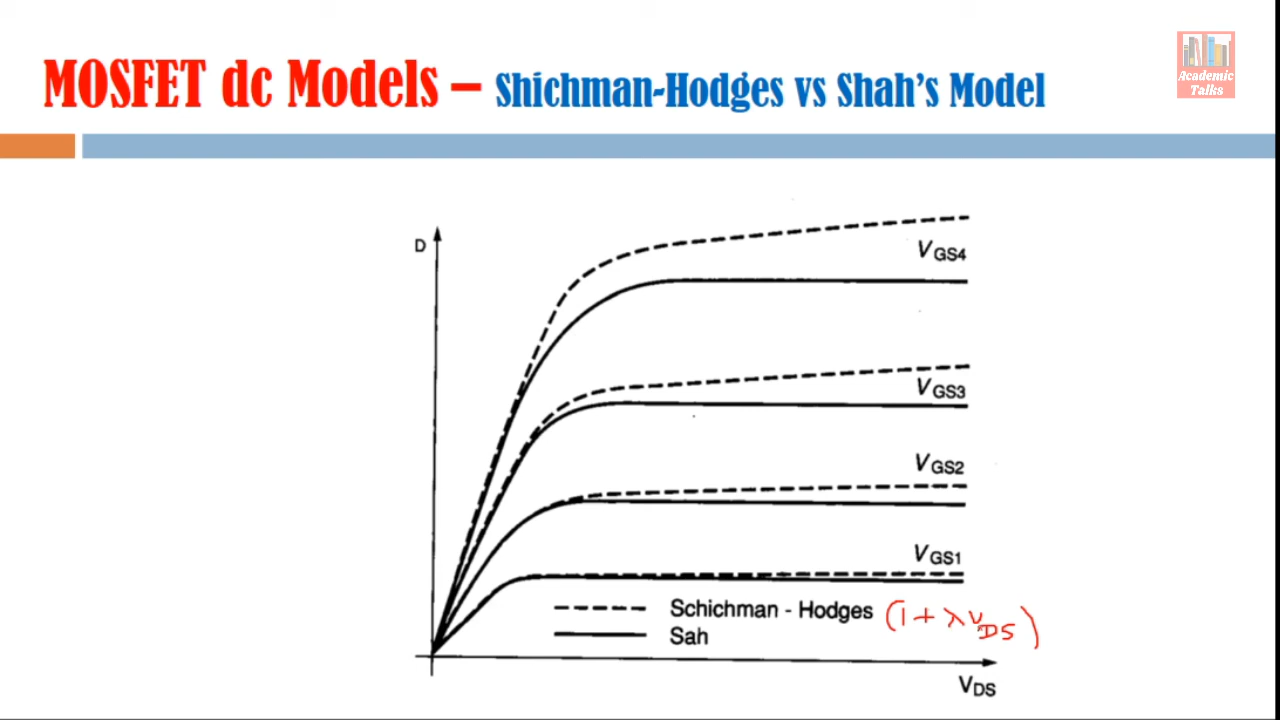 MOSFET dc Models – Shichman-Hodges vs Shah's Model
Academic
Talks
D
VGS4
VGS3
VGS2
VGS1
Schichman - Hodges (1 + λVDS)
Sah
VDS